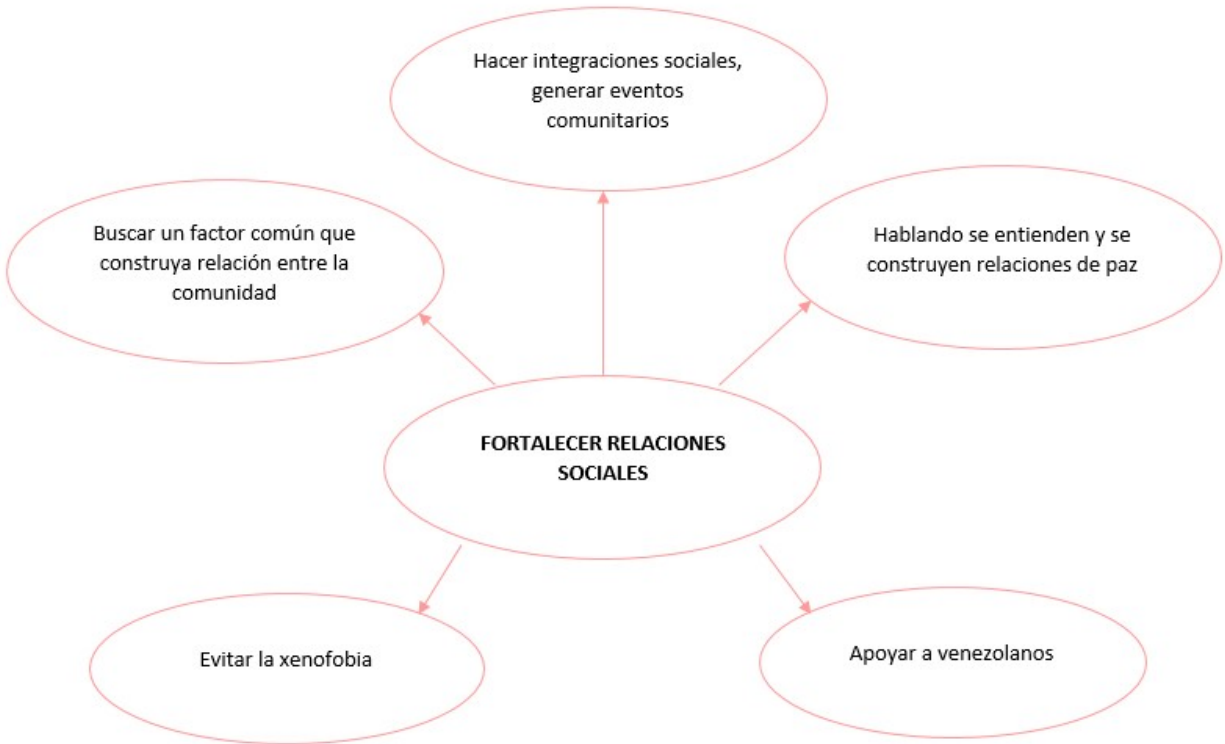 Hacer integraciones sociales,
generar eventos
comunitarios
Buscar un factor común que
construya relación entre la
comunidad
Hablando se entienden y se
construyen relaciones de paz
FORTALECER RELACIONES
SOCIALES
Evitar la xenofobia
Apoyar a venezolanos